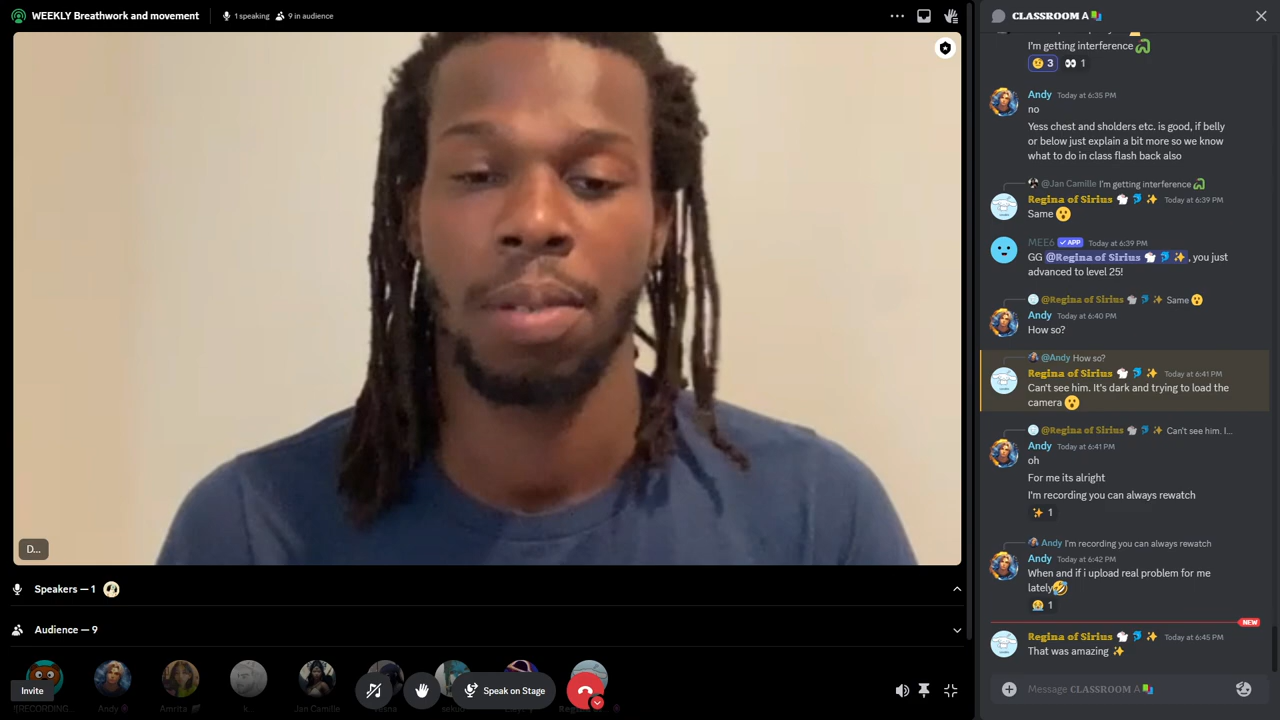 WEEKLY Breathwork and movement
1 speaking
9 in audience
CLASSROOM A
I'm getting interference
3
1
Andy Today at 6:35 PM
no
Yess chest and sholders etc. is good, if belly
or below just explain a bit more so we know
what to do in class flash back also
@Jan Camille I'm getting interference
Regina of Sirius Today at 6:39 PM
Same
MEE6 APP Today at 6:39 PM
GG @Regina of Sirius , you just
advanced to level 25!
@Regina of Sirius Same
Andy Today at 6:40 PM
How so?
@Andy How so?
Regina of Sirius Today at 6:41 PM
Can't see him. It's dark and trying to load the
camera
@Regina of Sirius Can't see him. I...
Andy Today at 6:41 PM
oh
For me its alright
I'm recording you can always rewatch
1
Andy I'm recording you can always rewatch
Andy Today at 6:42 PM
When and if i upload real problem for me
lately
1
NEW
Regina of Sirius Today at 6:45 PM
That was amazing
Message CLASSROOM A
D...
Speakers — 1
Audience — 9
Invite
Speak on Stage
Andy
Amrita
k...
Jan Camille